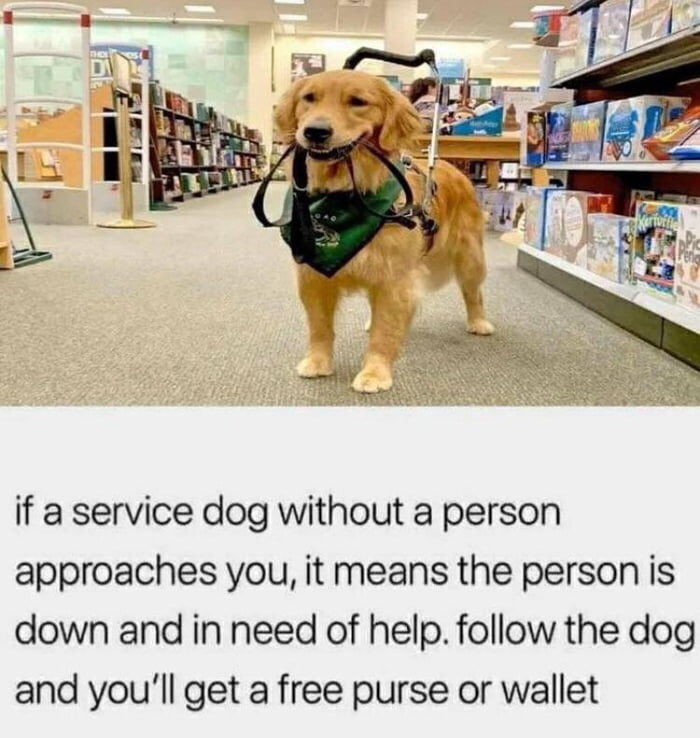 if a service dog without a person
approaches you, it means the person is
down and in need of help. follow the dog
and you'll get a free purse or wallet